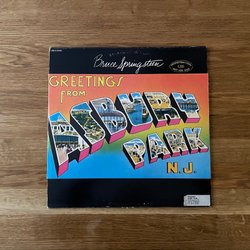 Bruce Springsteen
GREETINGS
FROM
ASBURY
PARK
N.J.